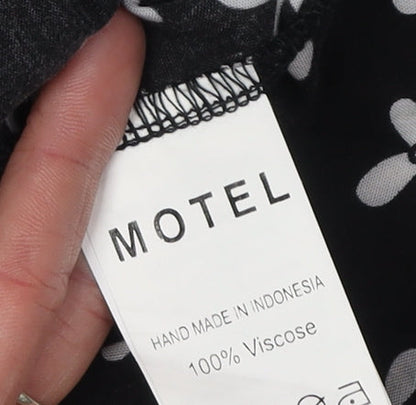 MOTEL
HAND MADE IN INDONESIA
100% Viscose